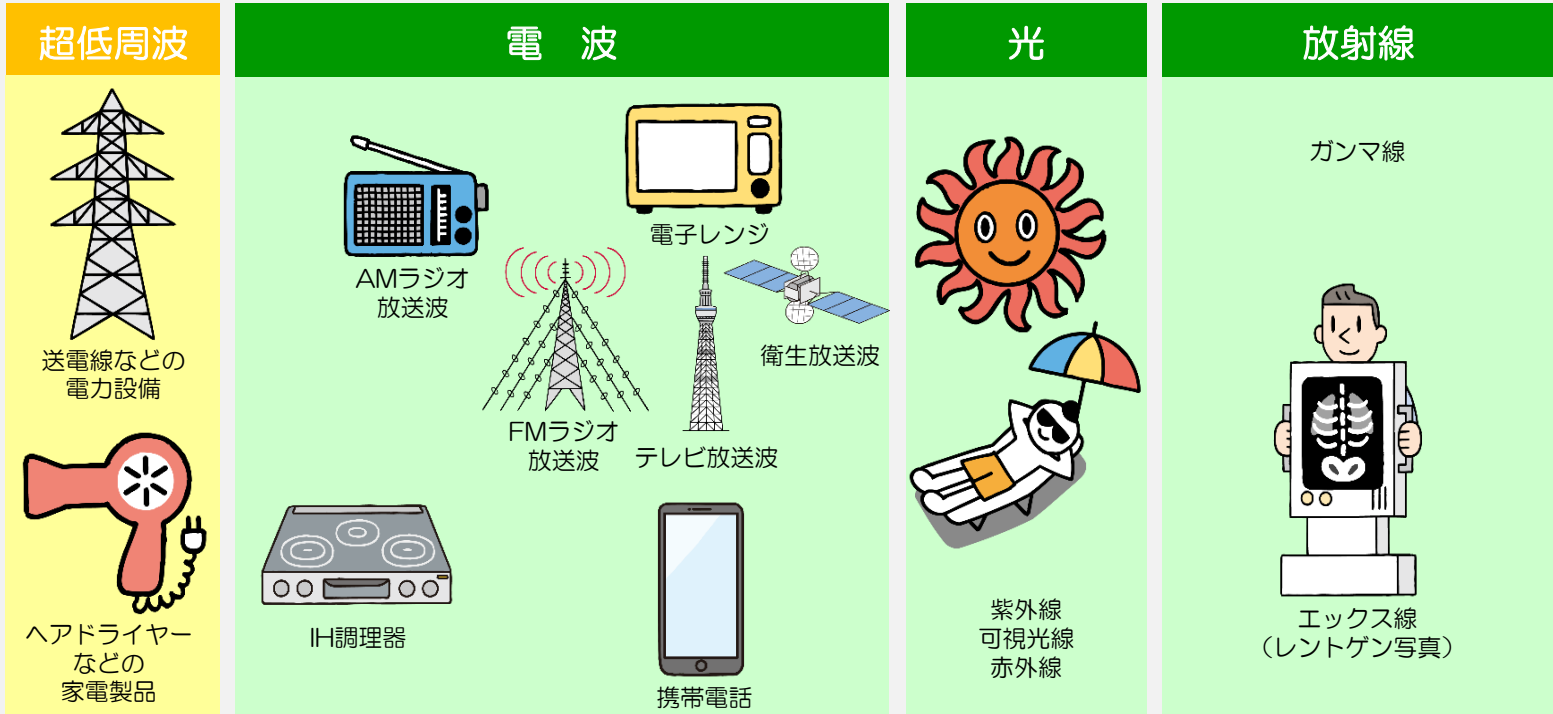 超低周波
送電線などの
電力設備
ヘアドライヤー
などの
家電製品
電 波
AMラジオ
放送波
電子レンジ
FMラジオ
放送波
テレビ放送波
衛生放送波
IH調理器
携帯電話
光
紫外線
可視光線
赤外線
放射線
ガンマ線
エックス線
（レントゲン写真）